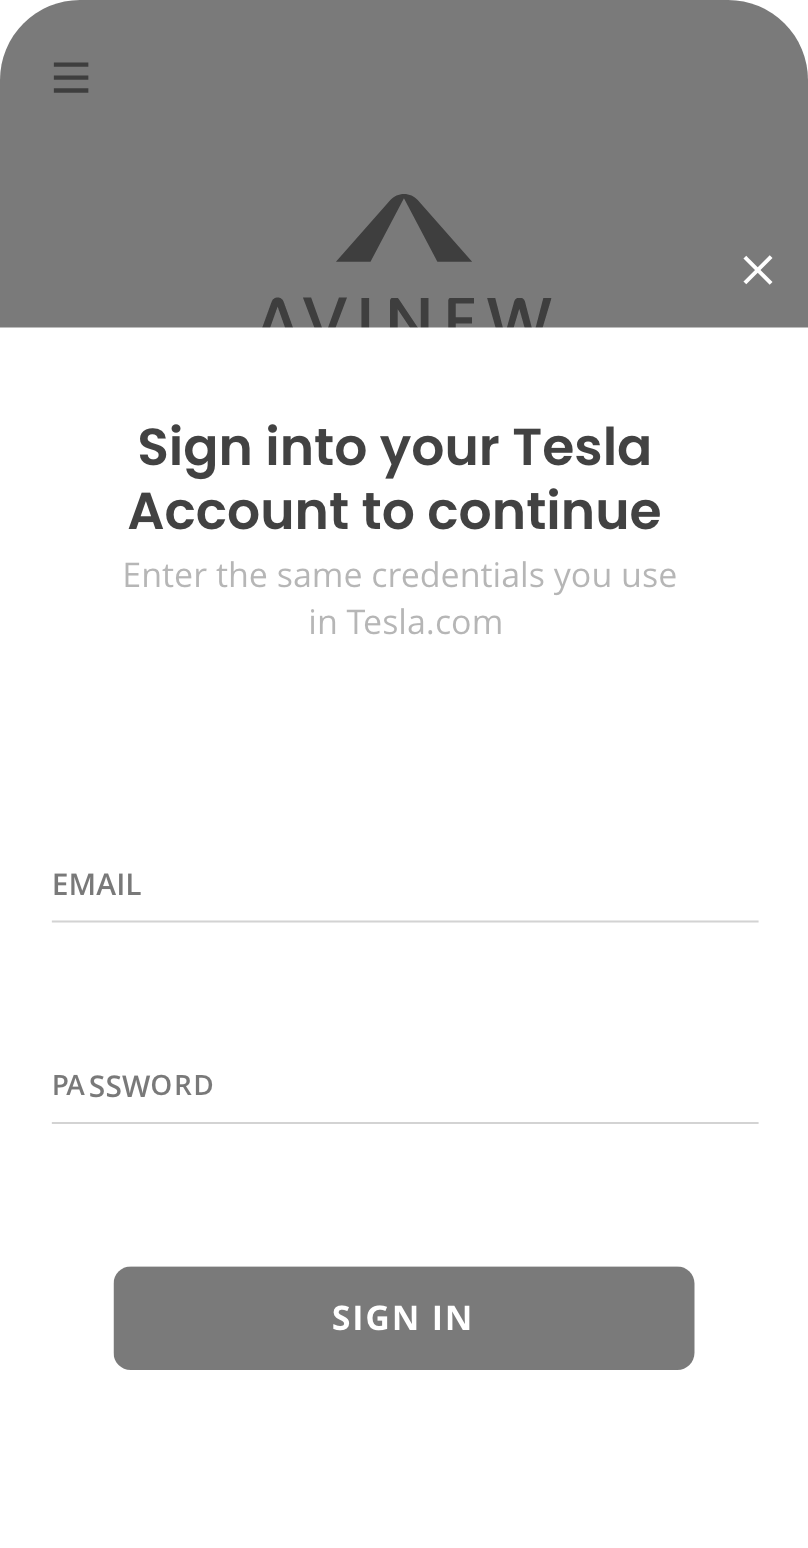 AVINEW
Sign into your Tesla
Account to continue
Enter the same credentials you use
in Tesla.com
EMAIL
PASSWORD
SIGN IN